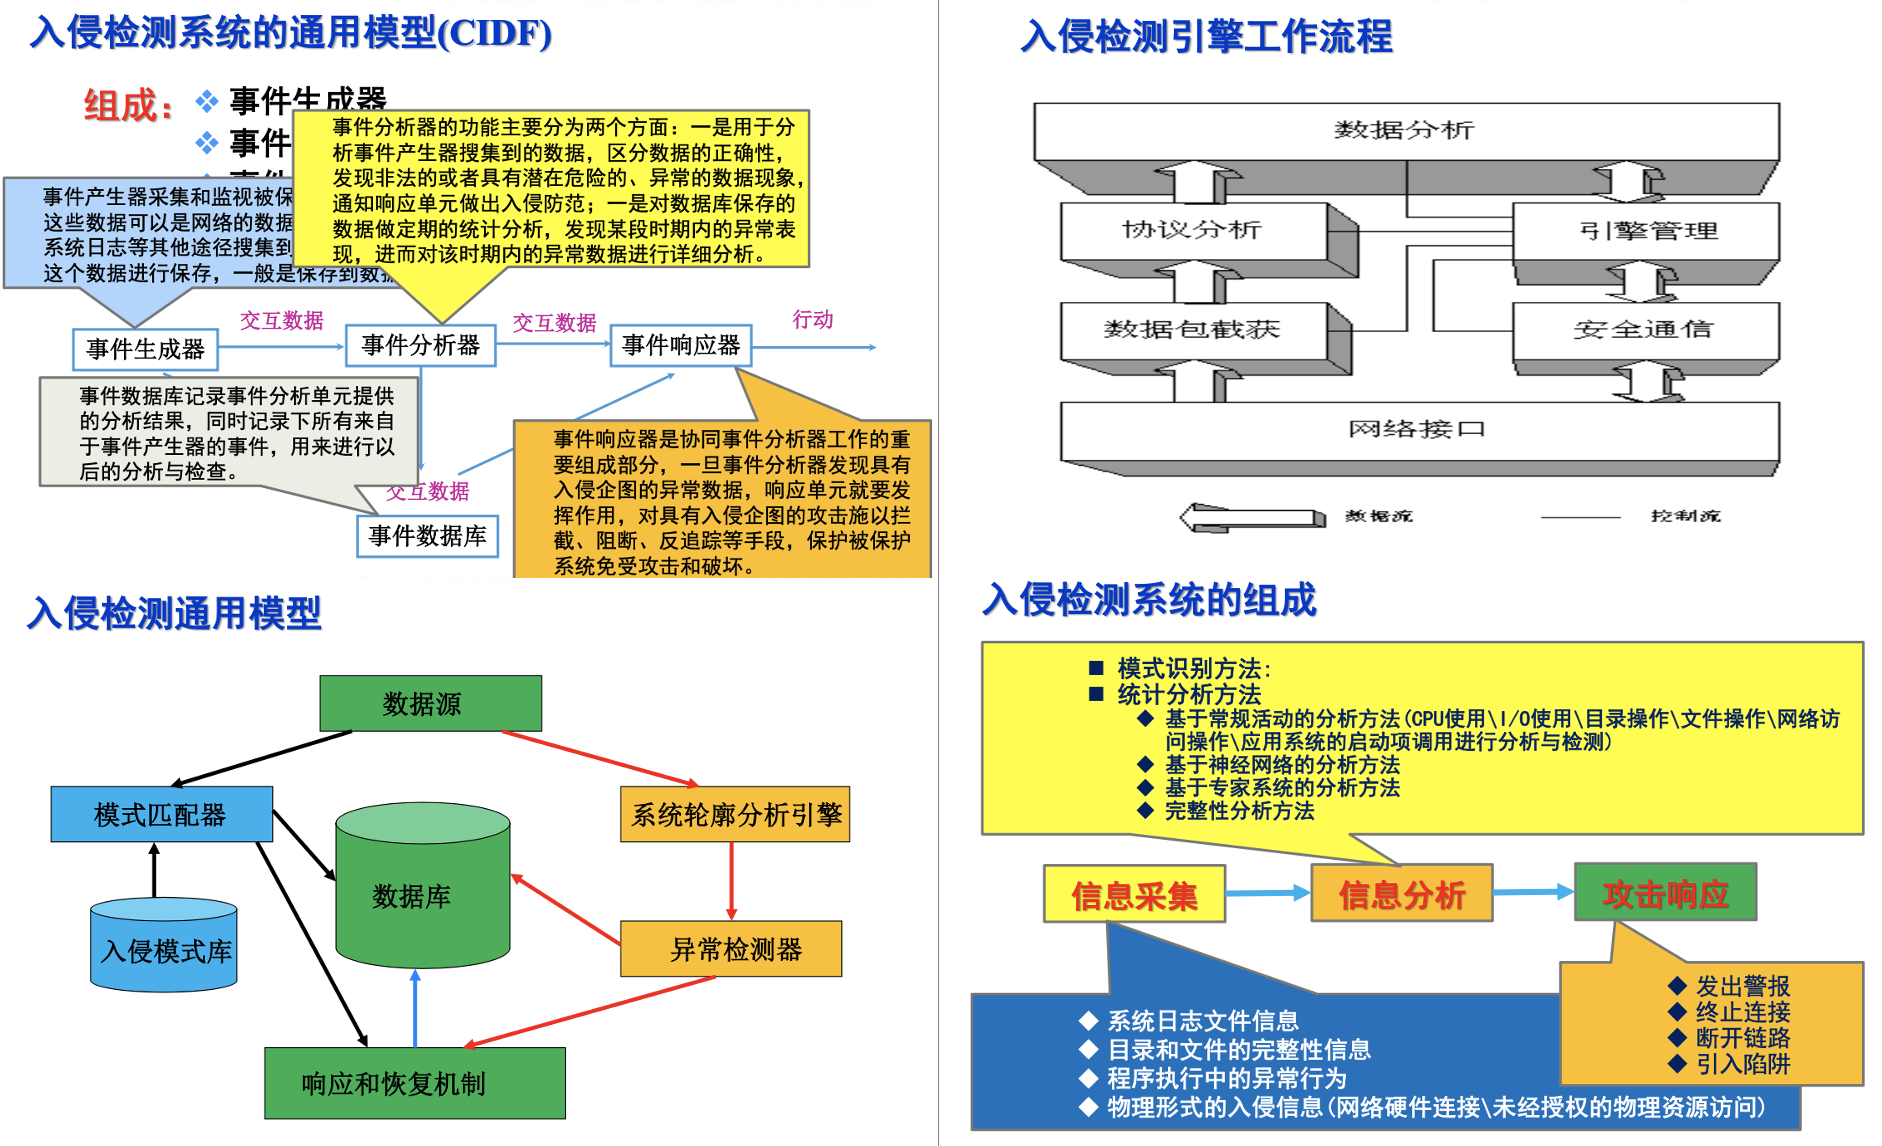 入侵检测系统的通用模型(CIDF)
组成：
事件生成器
事件
事件产生器采集和监视被保
这些数据可以是网络的数据
系统日志等其他途径搜集到
这个数据进行保存，一般是保存到数据
事件分析器的功能主要分为两个方面：一是用于分
析事件产生器搜集到的数据，区分数据的正确性，
发现非法的或者具有潜在危险的、异常的数据现象，
通知响应单元做出入侵防范；一是对数据库保存的
数据做定期的统计分析，发现某段时期内的异常表
现，进而对该时期内的异常数据进行详细分析。
交互数据
交互数据
行动
事件生成器
事件分析器
事件响应器
事件数据库记录事件分析单元提供
的分析结果，同时记录下所有来自
于事件产生器的事件，用来进行以
后的分析与检查。
交互数据
事件数据库
事件响应器是协同事件分析器工作的重
要组成部分，一旦事件分析器发现具有
入侵企图的异常数据，响应单元就要发
挥作用，对具有入侵企图的攻击施以拦
截、阻断、反追踪等手段，保护被保护
系统免受攻击和破坏。
入侵检测引擎工作流程
数据分析
协议分析
引擎管理
数据包截获
安全通信
网络接口
数据流
控制流
入侵检测通用模型
数据源
模式匹配器
系统轮廓分析引擎
数据库
入侵模式库
异常检测器
响应和恢复机制
入侵检测系统的组成
■ 模式识别方法:
■ 统计分析方法
◆ 基于常规活动的分析方法(CPU使用\I/O使用\目录操作\文件操作\网络访
问操作\应用系统的启动项调用进行分析与检测)
◆ 基于神经网络的分析方法
◆ 基于专家系统的分析方法
◆ 完整性分析方法
信息采集
信息分析
攻击响应
◆ 系统日志文件信息
◆ 目录和文件的完整性信息
◆ 程序执行中的异常行为
◆ 物理形式的入侵信息(网络硬件连接\未经授权的物理资源访问)
◆ 发出警报
◆ 终止连接
◆ 断开链路
◆ 引入陷阱